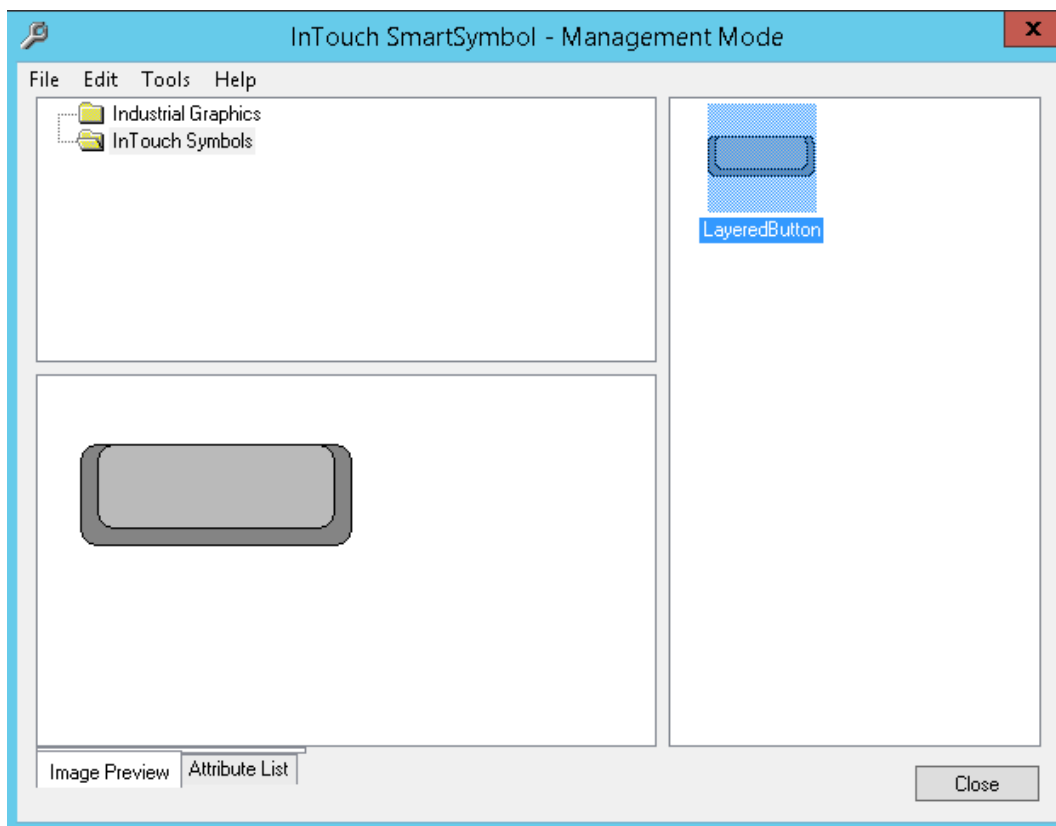 InTouch SmartSymbol - Management Mode
x
File Edit Tools Help
Industrial Graphics
InTouch Symbols
LayeredButton
Image Preview Attribute List
Close